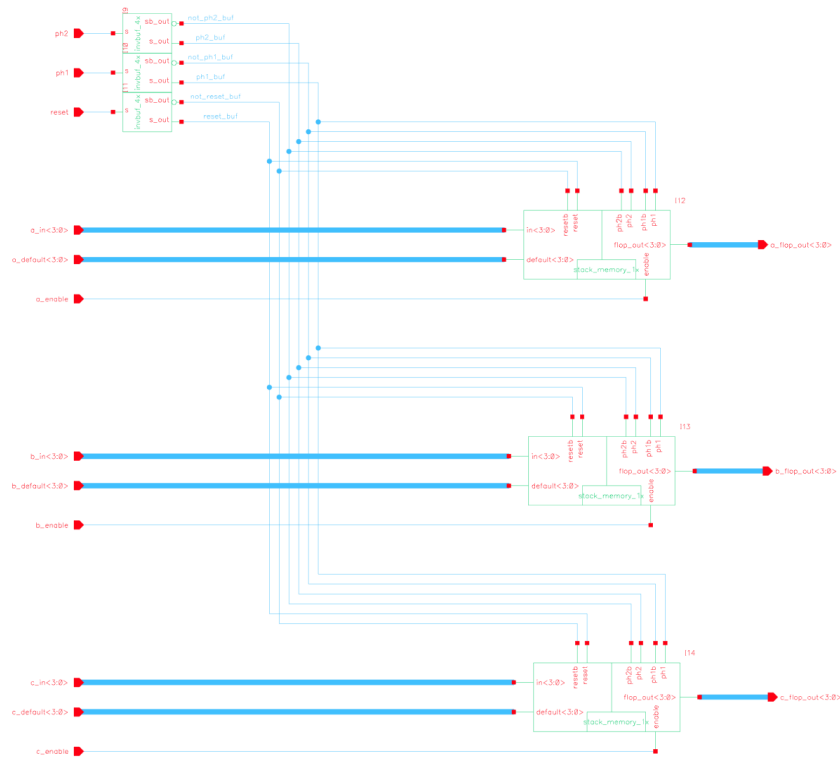 I9
sb_out
not_ph2_buf
ph2
s
invbuf_4x
s_out
ph2_buf
I10
sb_out
not_ph1_buf
ph1
s
invbuf_4x
s_out
ph1_buf
I11
sb_out
not_reset_buf
reset
s
invbuf_4x
s_out
reset_buf
I12
resetb
reset
ph2b
ph2
ph1b
ph1
a_in<3:0>
in<3:0>
flop_out<3:0>
a_flop_out<3:0>
a_default<3:0>
default<3:0>
enable
stack_memory_1x
a_enable
I13
resetb
reset
ph2b
ph2
ph1b
ph1
b_in<3:0>
in<3:0>
flop_out<3:0>
b_flop_out<3:0>
b_default<3:0>
default<3:0>
enable
stack_memory_1x
b_enable
I14
resetb
reset
ph2b
ph2
ph1b
ph1
c_in<3:0>
in<3:0>
flop_out<3:0>
c_flop_out<3:0>
c_default<3:0>
default<3:0>
enable
stack_memory_1x
c_enable